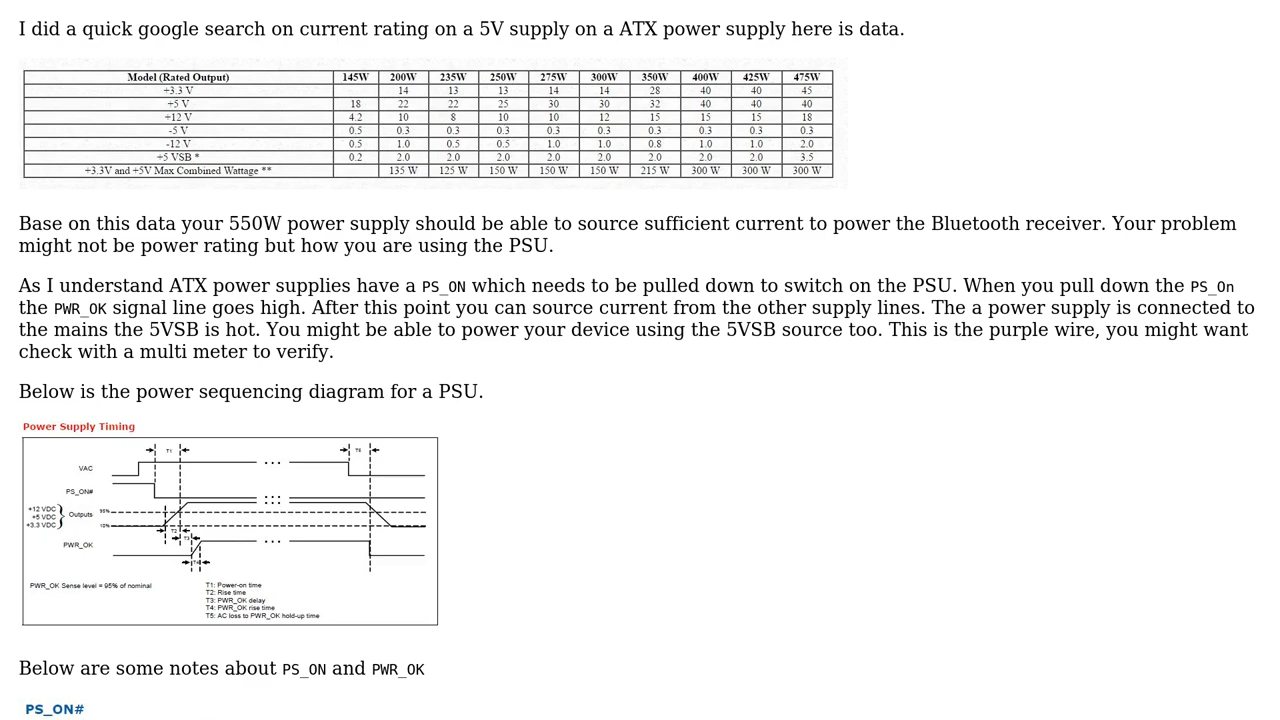 I did a quick google search on current rating on a 5V supply on a ATX power supply here is data.
Model (Rated Output) 145W 200W 235W 250W 275W 300W 350W 400W 425W 475W
+3.3 V 14 13 13 14 14 28 40 40 45
+5 V 18 22 22 25 30 30 32 40 40 40
+12 V 4.2 10 8 10 10 12 15 15 15 18
-5 V 0.5 0.3 0.3 0.3 0.3 0.3 0.3 0.3 0.3 0.3
-12 V 0.5 1.0 0.5 0.5 1.0 1.0 0.8 1.0 1.0 2.0
+5 VSB * 0.2 2.0 2.0 2.0 2.0 2.0 2.0 2.0 2.0 3.5
+3.3V and +5V Max Combined Wattage ** 135 W 125 W 150 W 150 W 150 W 215 W 300 W 300 W 300 W
Base on this data your 550W power supply should be able to source sufficient current to power the Bluetooth receiver. Your problem
might not be power rating but how you are using the PSU.
As I understand ATX power supplies have a PS_ON which needs to be pulled down to switch on the PSU. When you pull down the PS_On
the PWR_OK signal line goes high. After this point you can source current from the other supply lines. The a power supply is connected to
the mains the 5VSB is hot. You might be able to power your device using the 5VSB source too. This is the purple wire, you might want
check with a multi meter to verify.
Below is the power sequencing diagram for a PSU.
Power Supply Timing
T1 T5
VAC
PS_ON#
+12 VDC
+5 VDC
+3.3 VDC
} Outputs
95%
10%
T2
T3
PWR_OK
T4
PWR_OK Sense level = 95% of nominal
T1: Power-on time
T2: Rise time
T3: PWR_OK delay
T4: PWR_OK rise time
T5: AC loss to PWR_OK hold-up time
Below are some notes about PS_ON and PWR_OK
PS_ON#